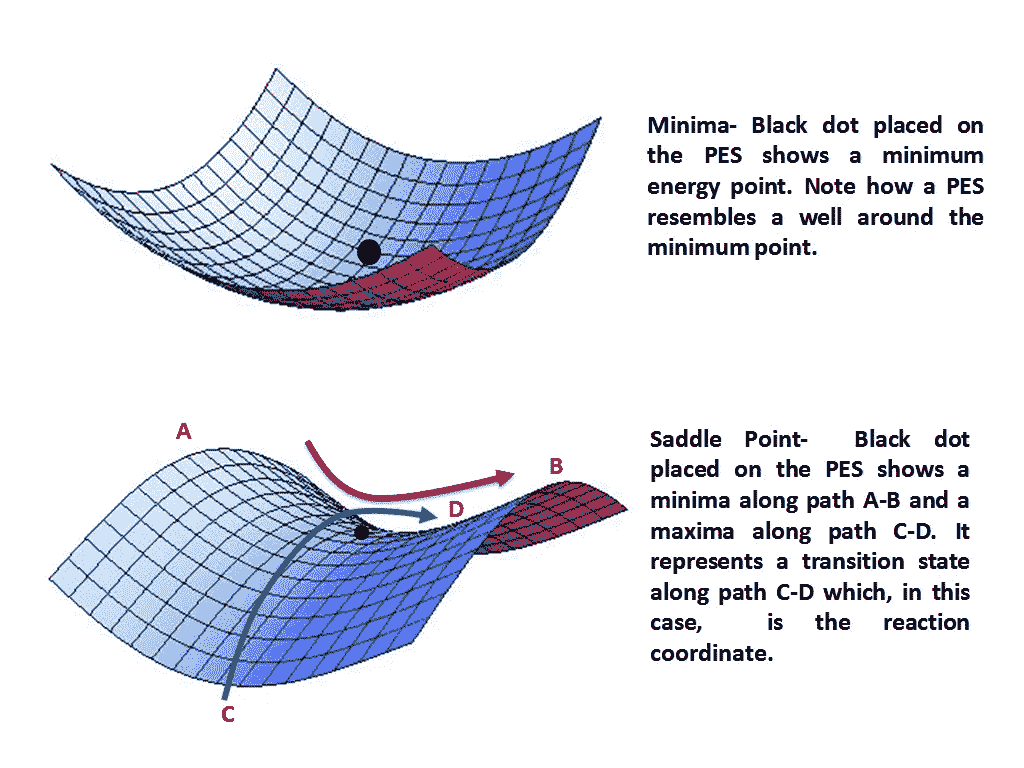 Minima- Black dot placed on
the PES shows a minimum
energy point. Note how a PES
resembles a well around the
minimum point.
A
B
D
C
Saddle Point- Black dot
placed on the PES shows a
minima along path A-B and a
maxima along path C-D. It
represents a transition state
along path C-D which, in this
case, is the reaction
coordinate.